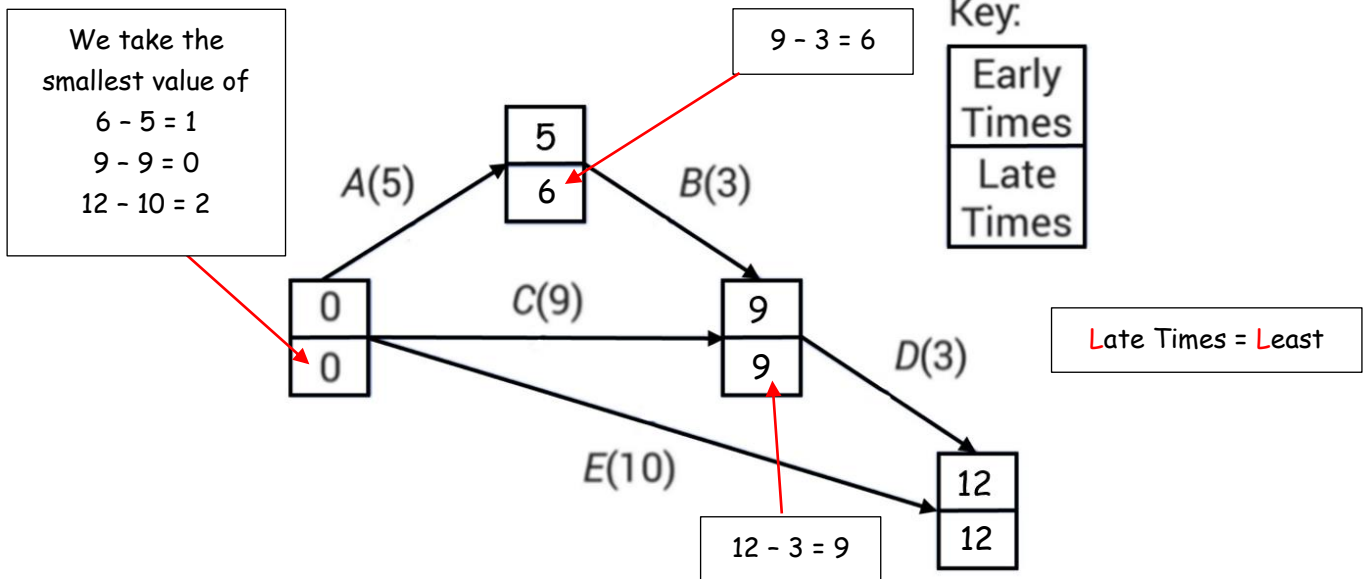 We take the
smallest value of
6 – 5 = 1
9 – 9 = 0
12 – 10 = 2
9 – 3 = 6
Key:
Early
Times
Late
Times
5
6
A(5)
B(3)
0
0
C(9)
9
9
D(3)
Late Times = Least
E(10)
12
12
12 – 3 = 9